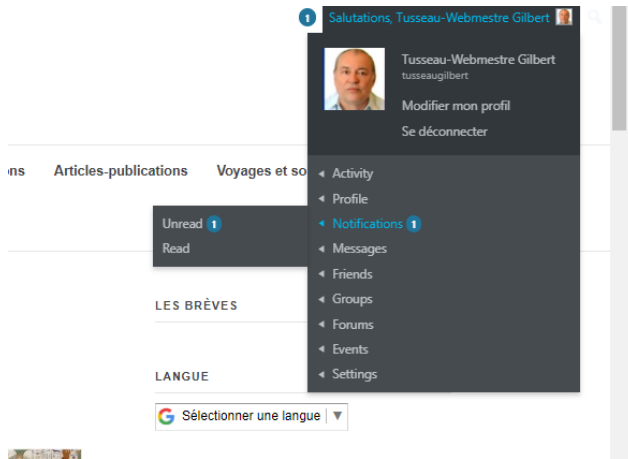 1 Salutations, Tusseau-Webmestre Gilbert
Tusseau-Webmestre Gilbert
tusseaugilbert
Modifier mon profil
Se déconnecter
ons Articles-publications Voyages et so
Activity
Profile
Notifications 1
Messages
Friends
Groups
Forums
Events
Settings
Unread 1
Read
LES BRÈVES
LANGUE
G Sélectionner une langue ▼